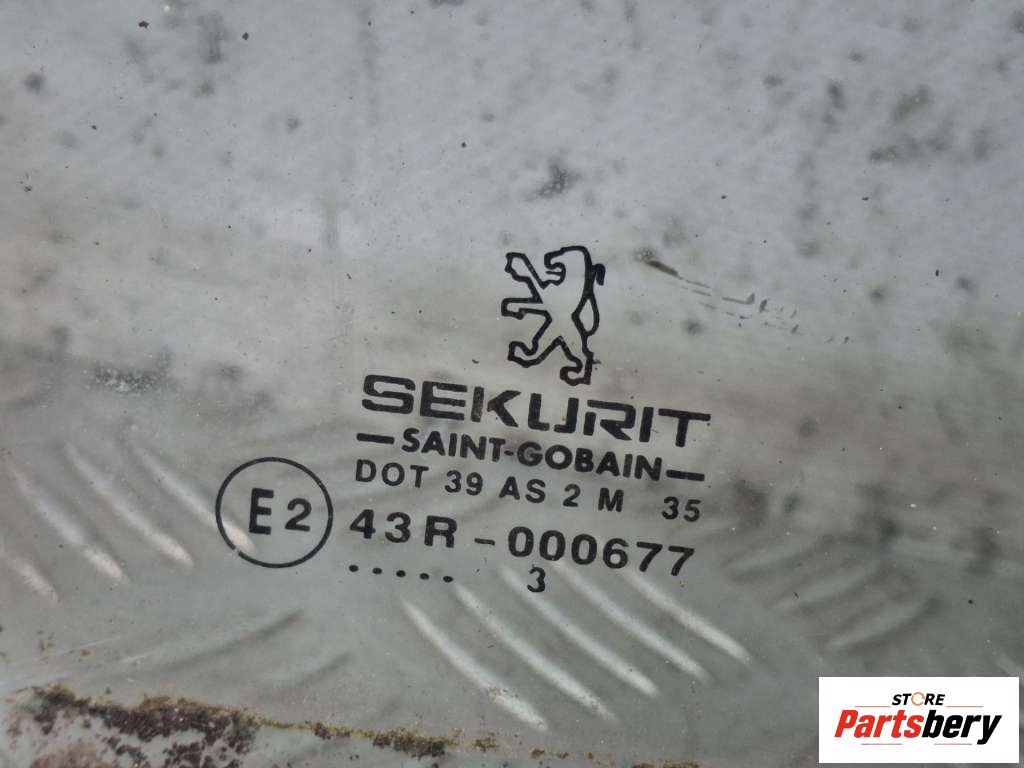 SEKURIT
SAINT-GOBAIN
DOT 39 AS 2 M 35
E2 43R - 000677
..... 3
STORE
Partsbery